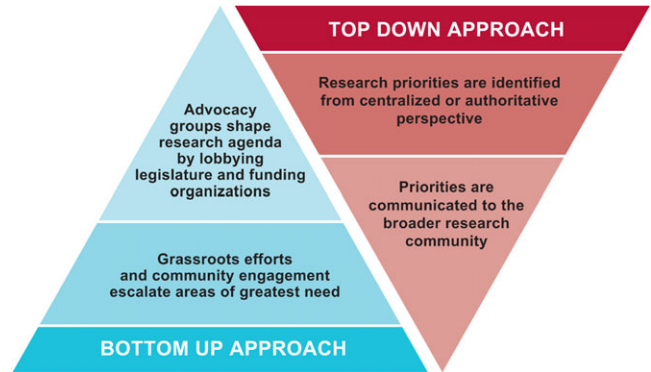 TOP DOWN APPROACH
Research priorities are identified
from centralized or authoritative
perspective
Priorities are
communicated to the
broader research
community
Advocacy
groups shape
research agenda
by lobbying
legislature and funding
organizations
Grassroots efforts
and community engagement
escalate areas of greatest need
BOTTOM UP APPROACH